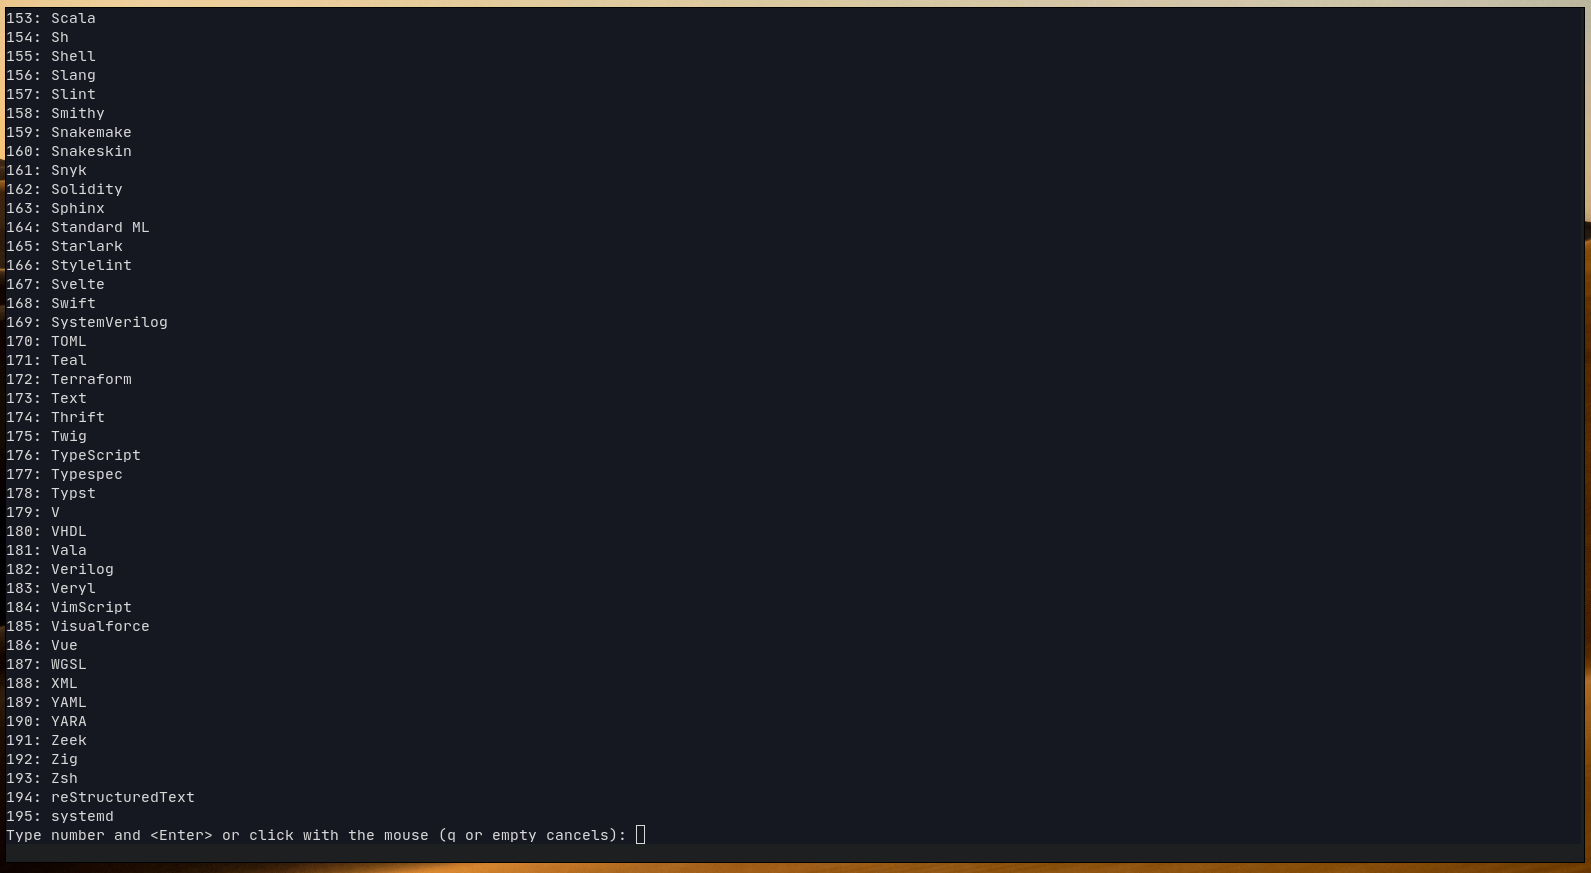 153: Scala
154: Sh
155: Shell
156: Slang
157: Slint
158: Smithy
159: Snakemake
160: Snakeskin
161: Snyk
162: Solidity
163: Sphinx
164: Standard ML
165: Starlark
166: Stylelint
167: Svelte
168: Swift
169: SystemVerilog
170: TOML
171: Teal
172: Terraform
173: Text
174: Thrift
175: Twig
176: TypeScript
177: Typespec
178: Typst
179: V
180: VHDL
181: Vala
182: Verilog
183: Veryl
184: VimScript
185: Visualforce
186: Vue
187: WGSL
188: XML
189: YAML
190: YARA
191: Zeek
192: Zig
193: Zsh
194: reStructuredText
195: systemd
Type number and <Enter> or click with the mouse (q or empty cancels):